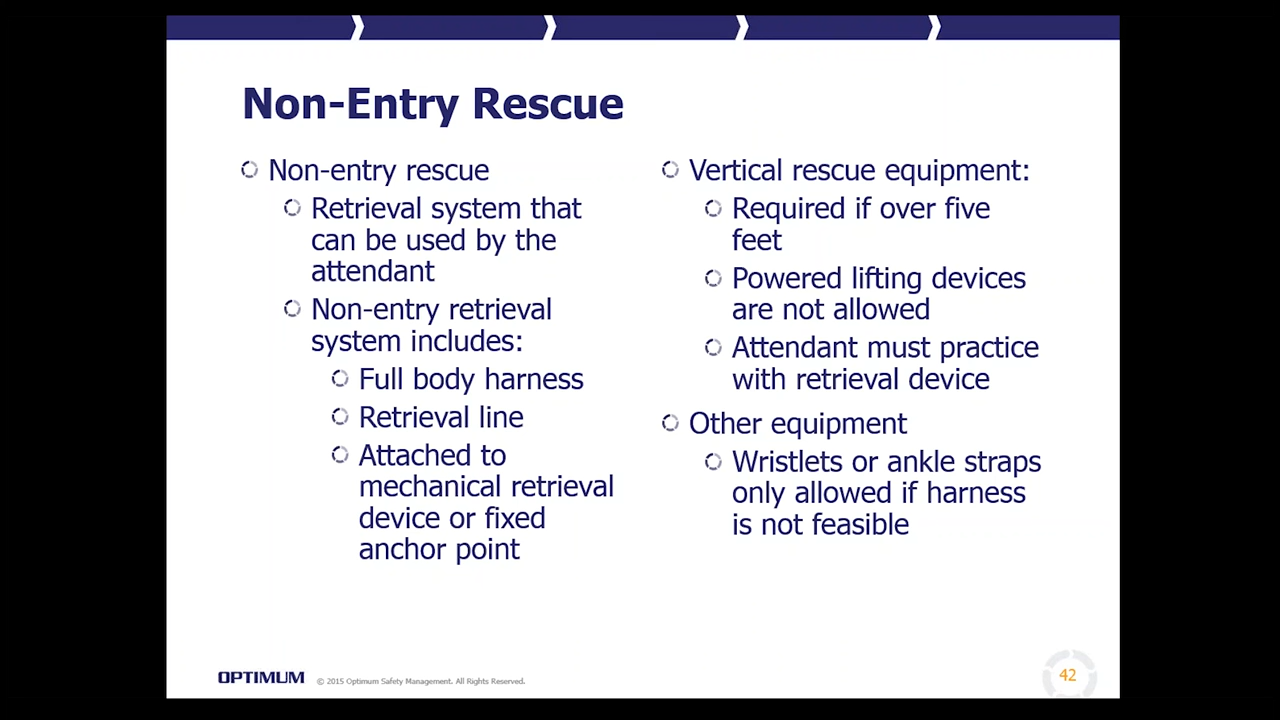 Non-Entry Rescue
Non-entry rescue
Retrieval system that
can be used by the
attendant
Non-entry retrieval
system includes:
Full body harness
Retrieval line
Attached to
mechanical retrieval
device or fixed
anchor point
Vertical rescue equipment:
Required if over five
feet
Powered lifting devices
are not allowed
Attendant must practice
with retrieval device
Other equipment
Wristlets or ankle straps
only allowed if harness
is not feasible
OPTIMUM © 2015 Optimum Safety Management. All Rights Reserved.
42